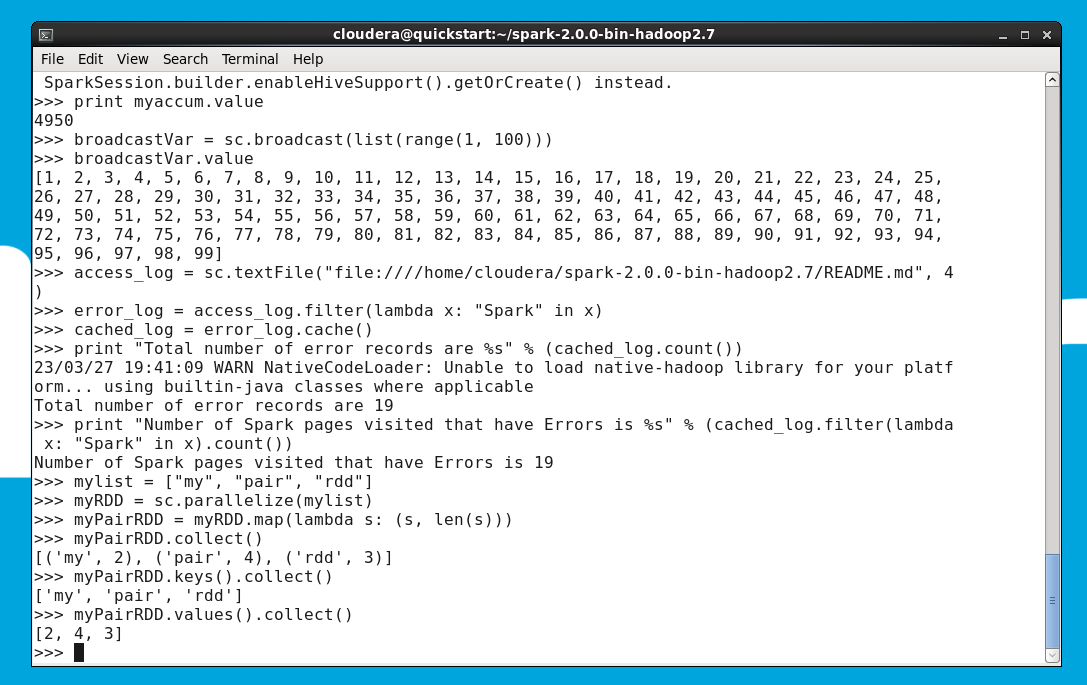 cloudera@quickstart:~/spark-2.0.0-bin-hadoop2.7
File Edit View Search Terminal Help
 SparkSession.builder.enableHiveSupport().getOrCreate() instead.
>>> print myaccum.value
4950
>>> broadcastVar = sc.broadcast(list(range(1, 100)))
>>> broadcastVar.value
[1, 2, 3, 4, 5, 6, 7, 8, 9, 10, 11, 12, 13, 14, 15, 16, 17, 18, 19, 20, 21, 22, 23, 24, 25,
26, 27, 28, 29, 30, 31, 32, 33, 34, 35, 36, 37, 38, 39, 40, 41, 42, 43, 44, 45, 46, 47, 48,
49, 50, 51, 52, 53, 54, 55, 56, 57, 58, 59, 60, 61, 62, 63, 64, 65, 66, 67, 68, 69, 70, 71,
72, 73, 74, 75, 76, 77, 78, 79, 80, 81, 82, 83, 84, 85, 86, 87, 88, 89, 90, 91, 92, 93, 94,
95, 96, 97, 98, 99]
>>> access_log = sc.textFile("file:////home/cloudera/spark-2.0.0-bin-hadoop2.7/README.md", 4
)
>>> error_log = access_log.filter(lambda x: "Spark" in x)
>>> cached_log = error_log.cache()
>>> print "Total number of error records are %s" % (cached_log.count())
23/03/27 19:41:09 WARN NativeCodeLoader: Unable to load native-hadoop library for your platf
orm... using builtin-java classes where applicable
Total number of error records are 19
>>> print "Number of Spark pages visited that have Errors is %s" % (cached_log.filter(lambda
 x: "Spark" in x).count())
Number of Spark pages visited that have Errors is 19
>>> mylist = ["my", "pair", "rdd"]
>>> myRDD = sc.parallelize(mylist)
>>> myPairRDD = myRDD.map(lambda s: (s, len(s)))
>>> myPairRDD.collect()
[('my', 2), ('pair', 4), ('rdd', 3)]
>>> myPairRDD.keys().collect()
['my', 'pair', 'rdd']
>>> myPairRDD.values().collect()
[2, 4, 3]
>>>